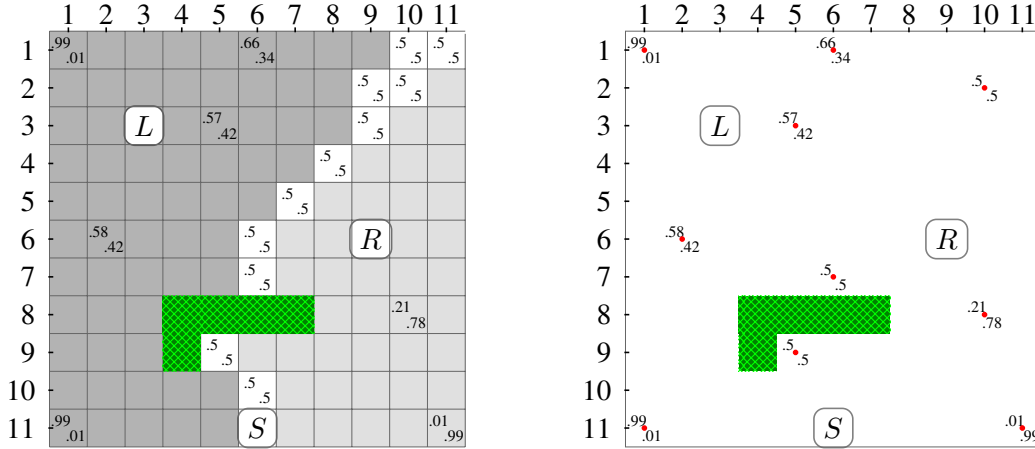 1 2 3 4 5 6 7 8 9 10 11 1 2 3 4 5 6 7 8 9 10 11
1 .99 .01 .66 .34 .5 .5 .5 .5 1 .99 .01 .66 .34
2 .5 .5 .5 .5 2 .5 .5
3 L .57 .42 .5 .5 3 L .57 .42
4 .5 .5 4
5 .5 .5 5
6 .58 .42 .5 .5 R 6 .58 .42 R
7 .5 .5 7 .5 .5
8 .21 .78 8 .21 .78
9 .5 .5 9 .5 .5
10 .5 .5 10
11 .99 .01 S .01 .99 11 .99 .01 S .01 .99